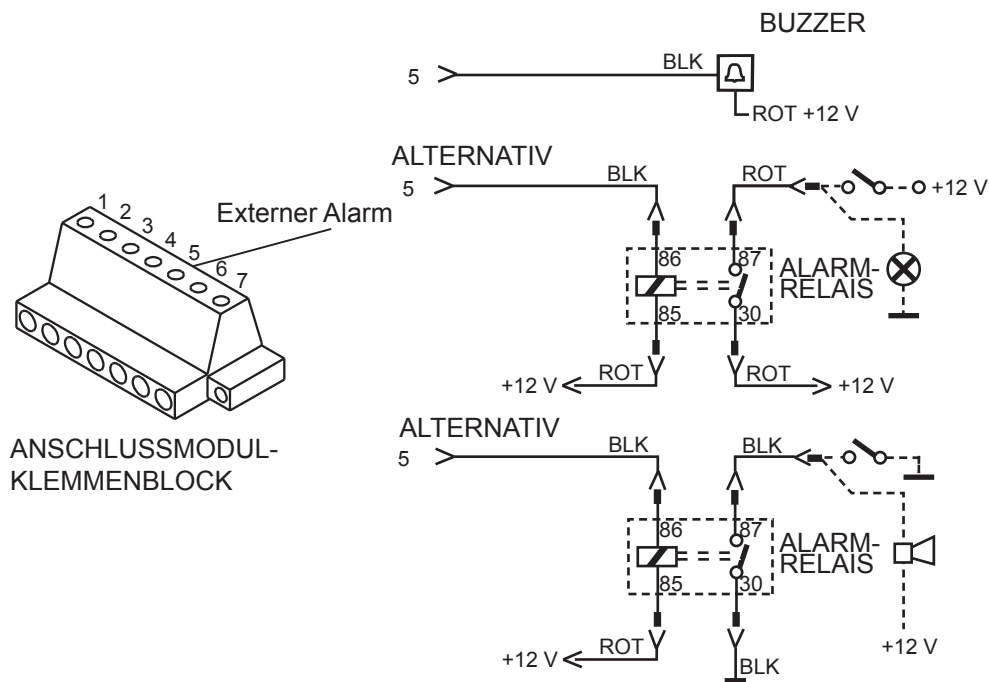 BUZZER
5
BLK
ROT +12 V
ALTERNATIV
5
BLK
ROT
+12 V
86
87
ALARM-
RELAIS
85
30
+12 V
ROT
ROT
+12 V
1
2
3
4
5
6
7
Externer Alarm
ANSCHLUSSMODUL-
KLEMMENBLOCK
ALTERNATIV
5
BLK
BLK
86
87
ALARM-
RELAIS
85
30
+12 V
ROT
BLK
+12 V